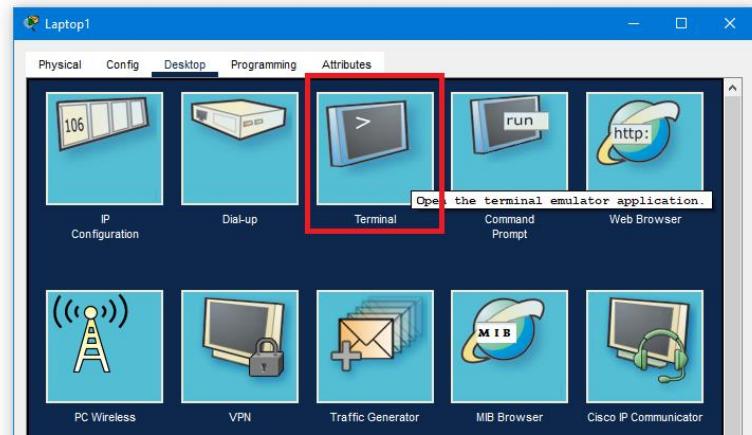 Laptop1
Physical Config Desktop Programming Attributes
106
>
run
http:
Open the terminal emulator application.
IP
Configuration
Dial-up
Terminal
Command
Prompt
Web Browser
MIB
PC Wireless
VPN
Traffic Generator
MIB Browser
Cisco IP Communicator